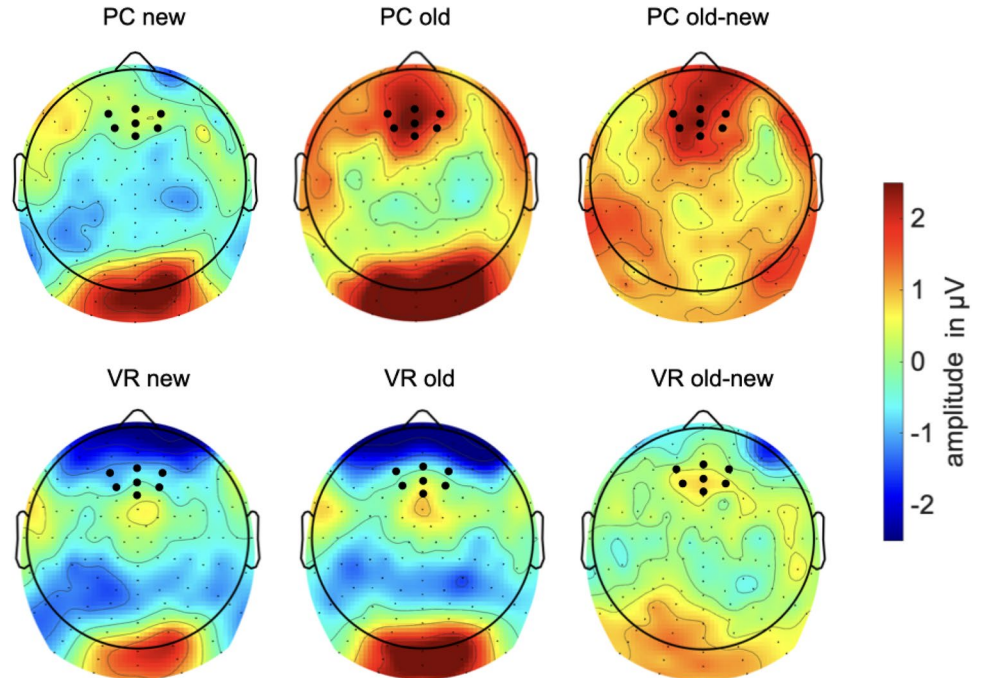 PC new
PC old
PC old-new
VR new
VR old
VR old-new
2
1
0
-1
-2
amplitude in µV